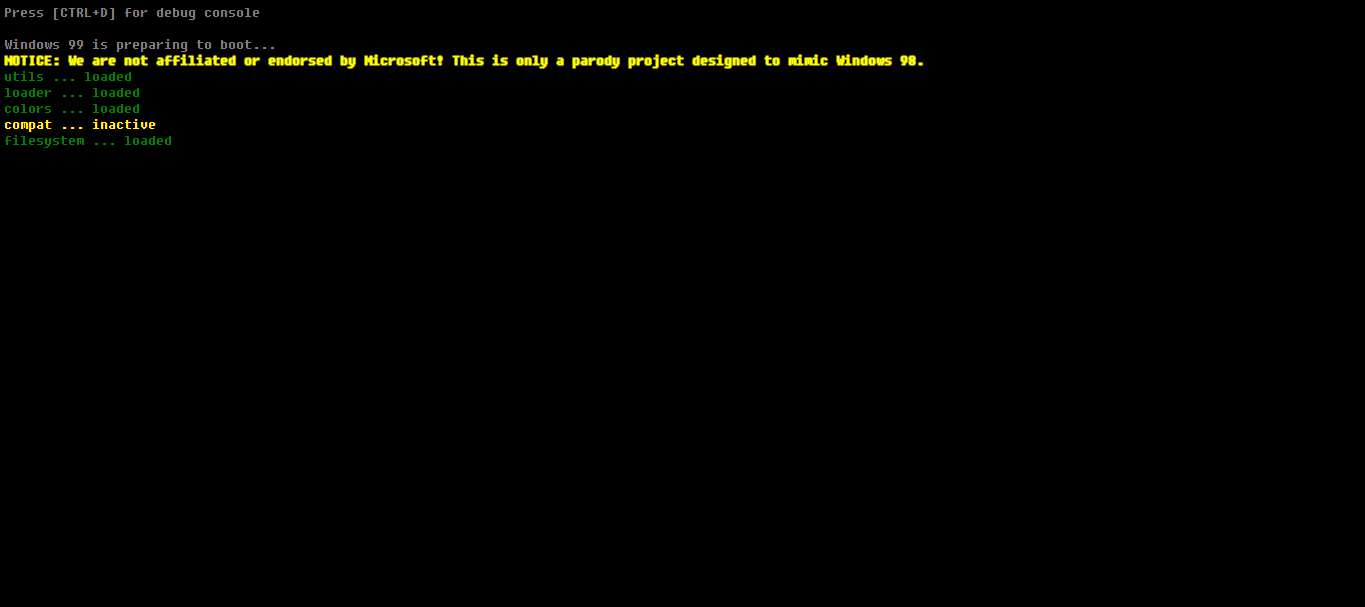 Press [CTRL+D] for debug console
Windows 99 is preparing to boot...
NOTICE: We are not affiliated or endorsed by Microsoft! This is only a parody project designed to mimic Windows 98.
utils ... loaded
loader ... loaded
colors ... loaded
compat ... inactive
filesystem ... loaded